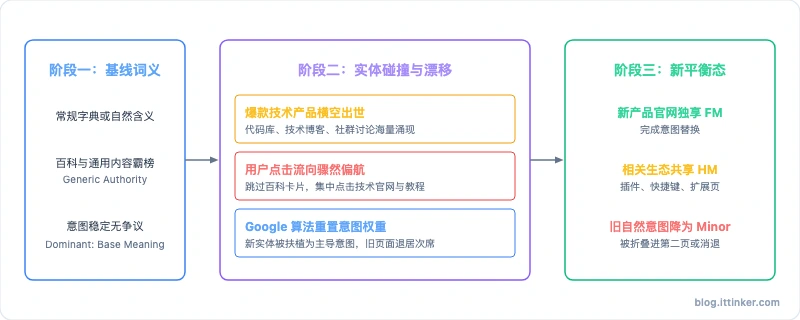 阶段一：基线词义
常规字典或自然含义
百科与通用内容霸榜
Generic Authority
意图稳定无争议
Dominant: Base Meaning
阶段二：实体碰撞与漂移
爆款技术产品横空出世
代码库、技术博客、社群讨论海量涌现
用户点击流向骤然偏航
跳过百科卡片，集中点击技术官网与教程
Google 算法重置意图权重
新实体被扶植为主导意图，旧页面退居次席
阶段三：新平衡态
新产品官网独享 FM
完成意图替换
相关生态共享 HM
插件、快捷键、扩展页
旧自然意图降为 Minor
被折叠进第二页或消退
blog.ittinker.com